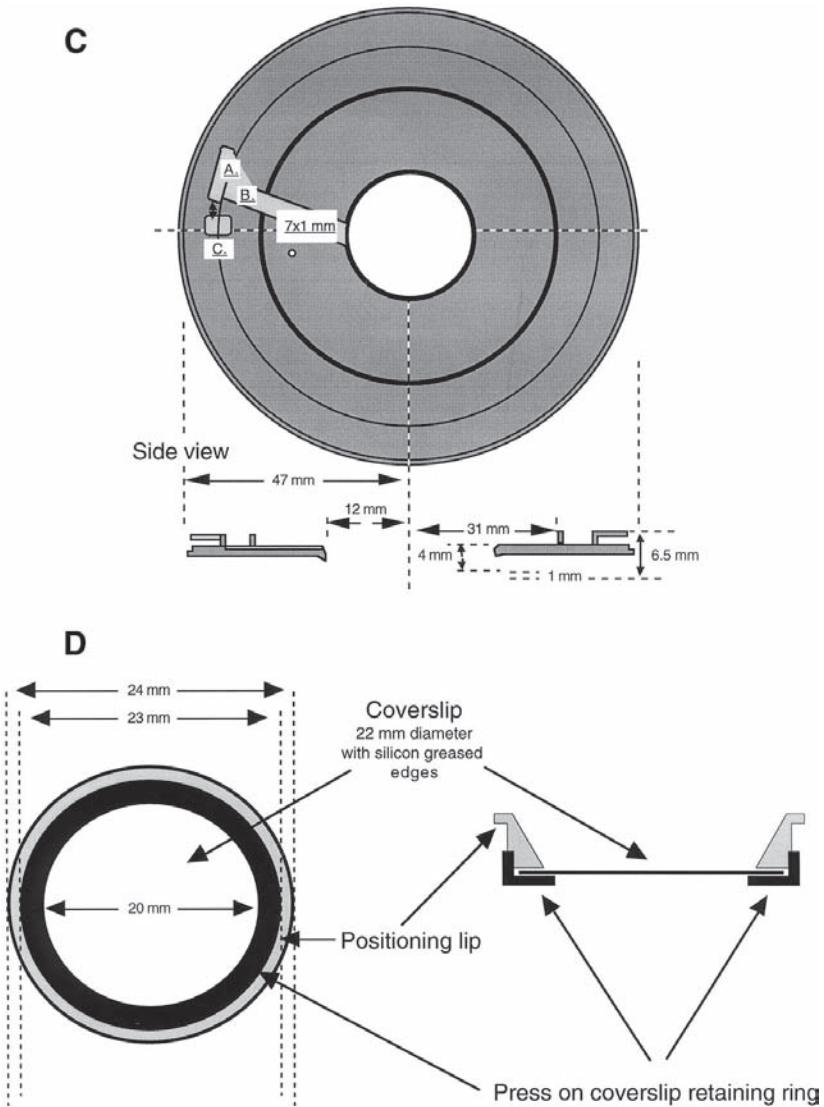 C
A.
B.
7x1 mm
C.
Side view
47 mm
12 mm
31 mm
4 mm
6.5 mm
1 mm
D
24 mm
23 mm
Coverslip
22 mm diameter
with silicon greased
edges
20 mm
Positioning lip
Press on coverslip retaining ring